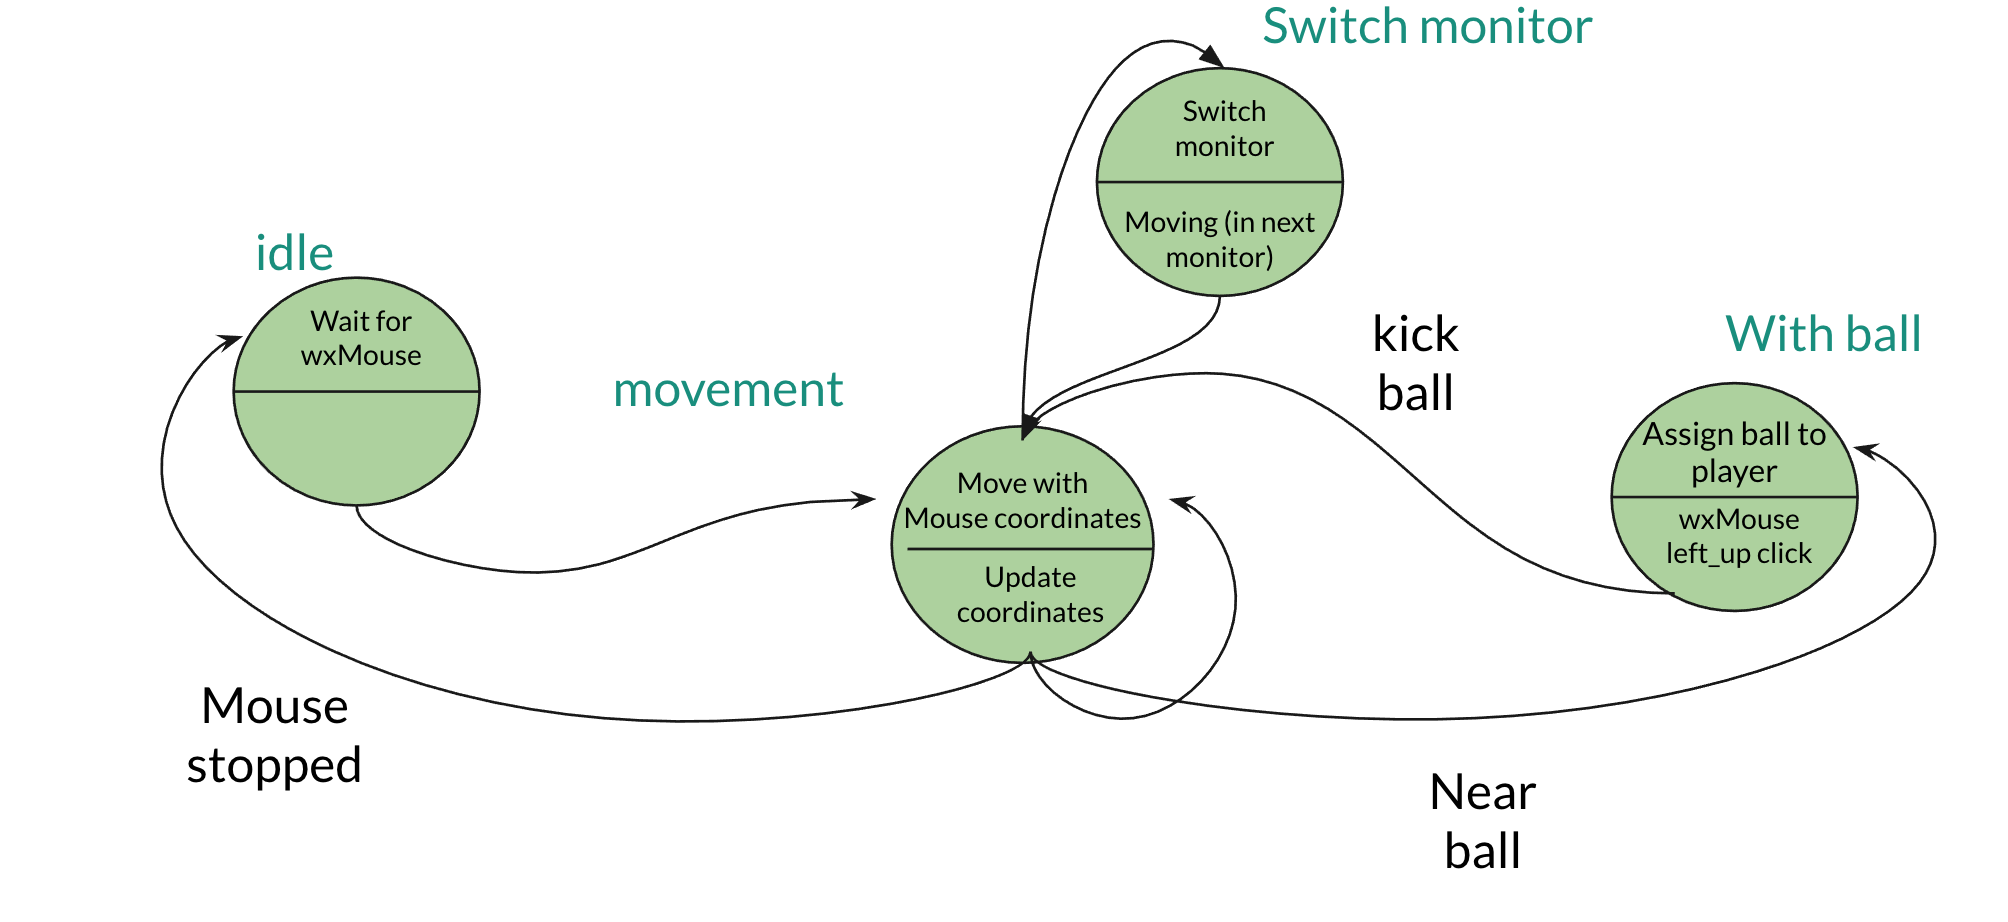 Switch monitor
Switch
monitor
Moving (in next
monitor)
idle
Wait for
wxMouse
movement
kick
ball
With ball
Assign ball to
player
wxMouse
left_up click
Move with
Mouse coordinates
Update
coordinates
Mouse
stopped
Near
ball